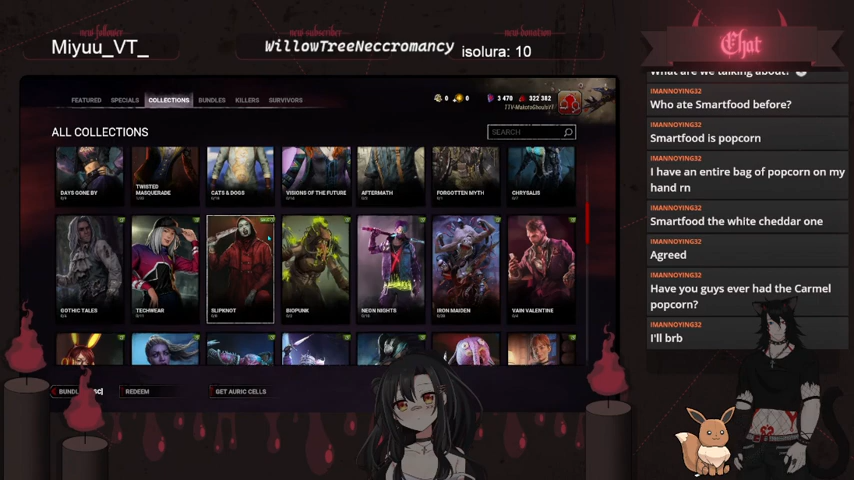 new follower
Miyuu_VT_
new subscriber
WillowTreeNeccromancy
new donation
isolura: 10
FEATURED
SPECIALS
COLLECTIONS
BUNDLES
KILLERS
SURVIVORS
0
0
3 470
322 382
TTV-MakotoGhoulsVT
ALL COLLECTIONS
SEARCH
DAYS GONE BY
TWISTED MASQUERADE
CATS & DOGS
VISIONS OF THE FUTURE
AFTERMATH
FORGOTTEN MYTH
CHRYSALIS
GOTHIC TALES
TECHWEAR
SLIPKNOT
BIOPUNK
NEON NIGHTS
IRON MAIDEN
VAIN VALENTINE
REDEEM
GET AURIC CELLS
Chat
What are we talking about?
IMANNOYING32
Who ate Smartfood before?
IMANNOYING32
Smartfood is popcorn
IMANNOYING32
I have an entire bag of popcorn on my
hand rn
IMANNOYING32
Smartfood the white cheddar one
IMANNOYING32
Agreed
IMANNOYING32
Have you guys ever had the Carmel
popcorn?
IMANNOYING32
I'll brb